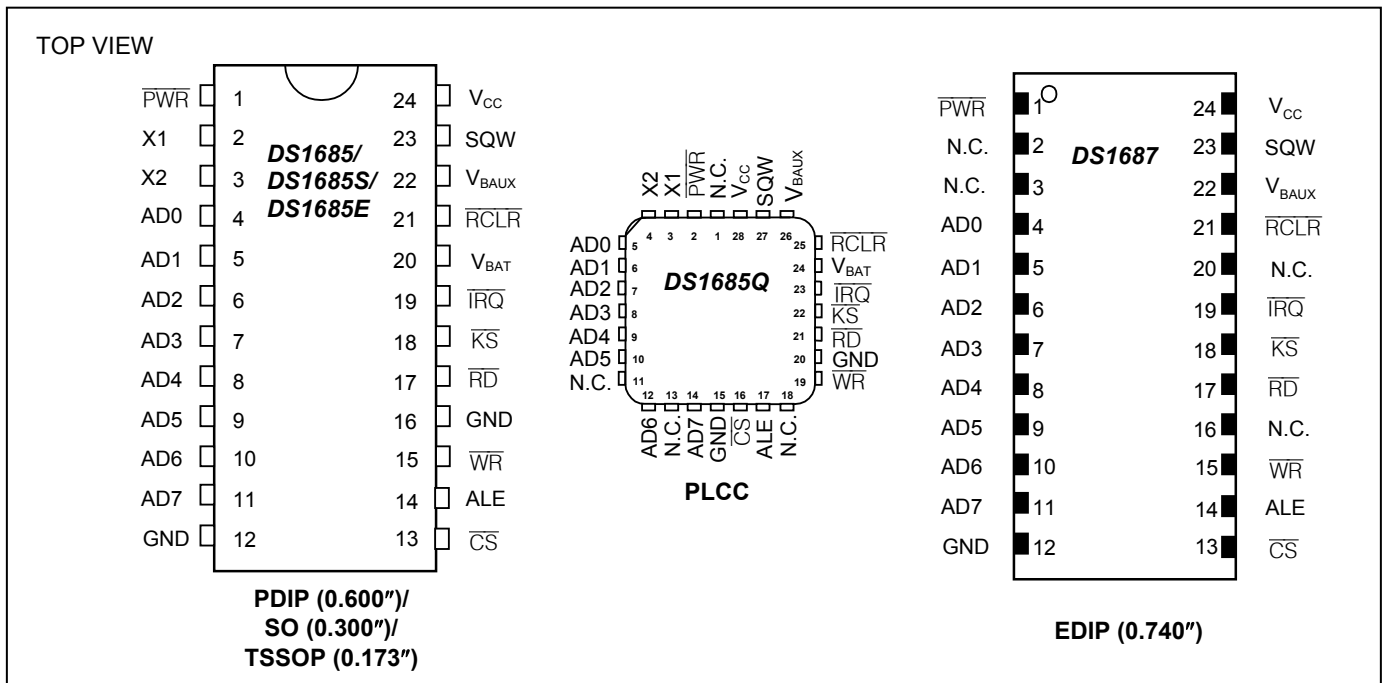 TOP VIEW
PWR 1 24 VCC
X1 2 23 SQW
X2 3 22 VBAUX
AD0 4 21 RCLR
AD1 5 20 VBAT
AD2 6 19 IRQ
AD3 7 18 KS
AD4 8 17 RD
AD5 9 16 GND
AD6 10 15 WR
AD7 11 14 ALE
GND 12 13 CS
DS1685/
DS1685S/
DS1685E
PDIP (0.600″)/
SO (0.300″)/
TSSOP (0.173″)
X2 X1 PWR N.C. VCC SQW VBAUX
4 3 2 1 28 27 26
AD0 5 25 RCLR
AD1 6 24 VBAT
AD2 7 23 IRQ
AD3 8 22 KS
AD4 9 21 RD
AD5 10 20 GND
N.C. 11 19 WR
DS1685Q
12 13 14 15 16 17 18
AD6 N.C. AD7 GND CS ALE N.C.
PLCC
PWR 1 24 VCC
N.C. 2 23 SQW
N.C. 3 22 VBAUX
AD0 4 21 RCLR
AD1 5 20 N.C.
AD2 6 19 IRQ
AD3 7 18 KS
AD4 8 17 RD
AD5 9 16 N.C.
AD6 10 15 WR
AD7 11 14 ALE
GND 12 13 CS
DS1687
EDIP (0.740″)